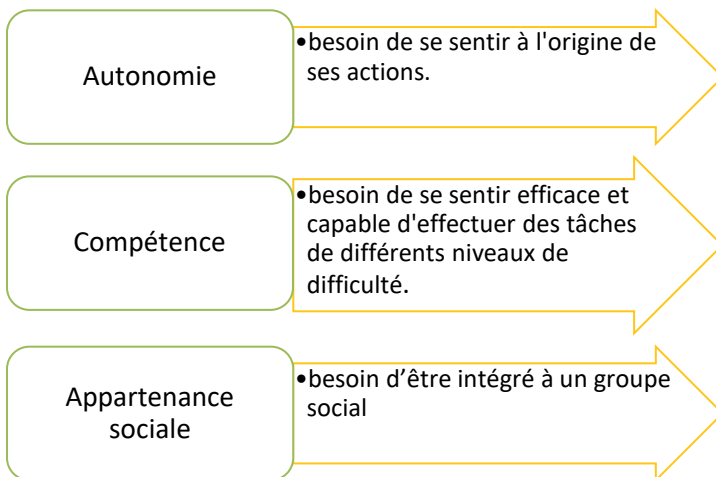 Autonomie
•besoin de se sentir à l'origine de
ses actions.
Compétence
•besoin de se sentir efficace et
capable d'effectuer des tâches
de différents niveaux de
difficulté.
Appartenance
sociale
•besoin d’être intégré à un groupe
social